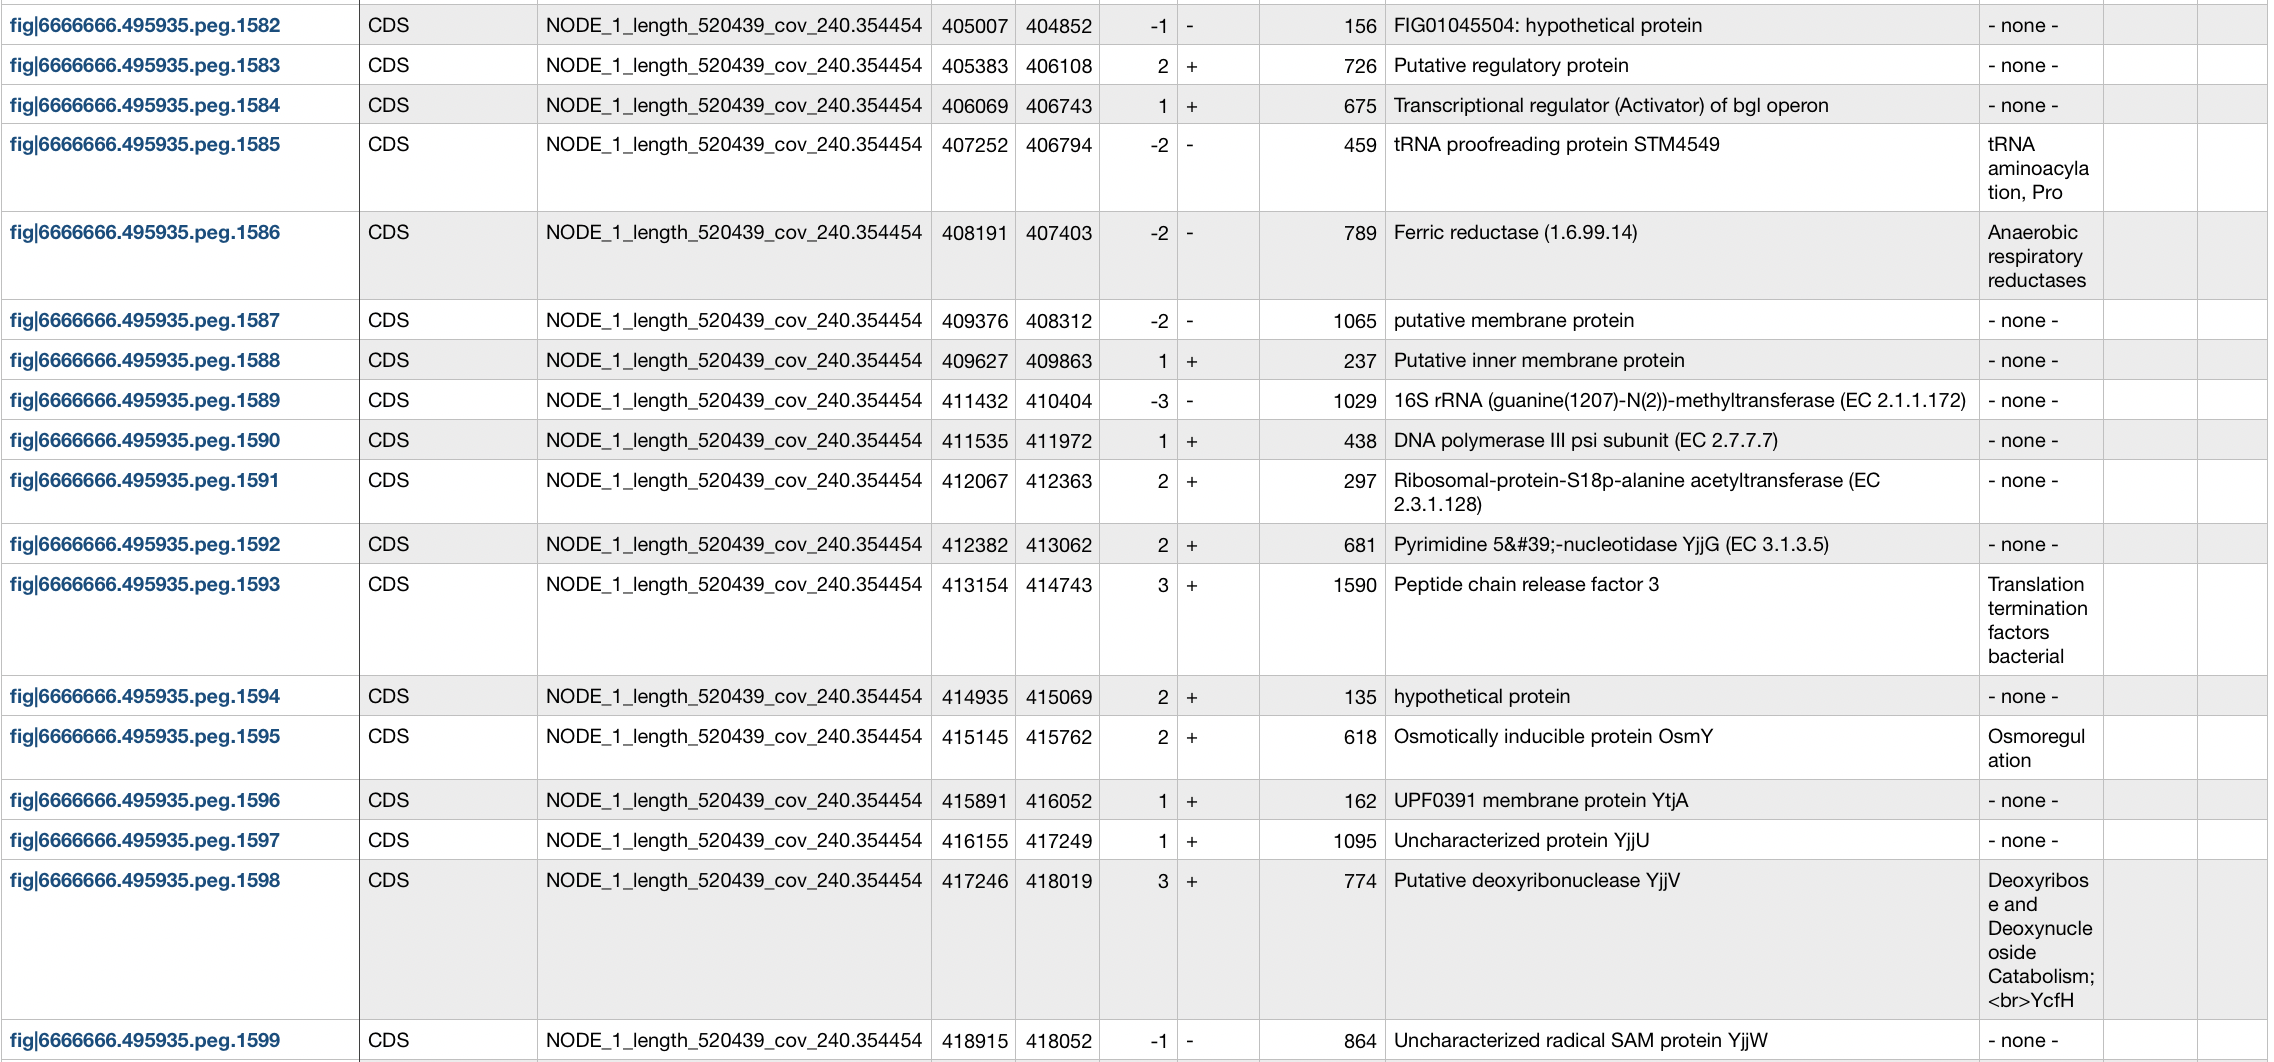 fig|6666666.495935.peg.1582 CDS NODE_1_length_520439_cov_240.354454 405007 404852 -1 - 156 FIG01045504: hypothetical protein - none -
fig|6666666.495935.peg.1583 CDS NODE_1_length_520439_cov_240.354454 405383 406108 2 + 726 Putative regulatory protein - none -
fig|6666666.495935.peg.1584 CDS NODE_1_length_520439_cov_240.354454 406069 406743 1 + 675 Transcriptional regulator (Activator) of bgl operon - none -
fig|6666666.495935.peg.1585 CDS NODE_1_length_520439_cov_240.354454 407252 406794 -2 - 459 tRNA proofreading protein STM4549 tRNA
aminoacyla
tion, Pro
fig|6666666.495935.peg.1586 CDS NODE_1_length_520439_cov_240.354454 408191 407403 -2 - 789 Ferric reductase (1.6.99.14) Anaerobic
respiratory
reductases
fig|6666666.495935.peg.1587 CDS NODE_1_length_520439_cov_240.354454 409376 408312 -2 - 1065 putative membrane protein - none -
fig|6666666.495935.peg.1588 CDS NODE_1_length_520439_cov_240.354454 409627 409863 1 + 237 Putative inner membrane protein - none -
fig|6666666.495935.peg.1589 CDS NODE_1_length_520439_cov_240.354454 411432 410404 -3 - 1029 16S rRNA (guanine(1207)-N(2))-methyltransferase (EC 2.1.1.172) - none -
fig|6666666.495935.peg.1590 CDS NODE_1_length_520439_cov_240.354454 411535 411972 1 + 438 DNA polymerase III psi subunit (EC 2.7.7.7) - none -
fig|6666666.495935.peg.1591 CDS NODE_1_length_520439_cov_240.354454 412067 412363 2 + 297 Ribosomal-protein-S18p-alanine acetyltransferase (EC - none -
2.3.1.128)
fig|6666666.495935.peg.1592 CDS NODE_1_length_520439_cov_240.354454 412382 413062 2 + 681 Pyrimidine 5&#39;-nucleotidase YjjG (EC 3.1.3.5) - none -
fig|6666666.495935.peg.1593 CDS NODE_1_length_520439_cov_240.354454 413154 414743 3 + 1590 Peptide chain release factor 3 Translation
termination
factors
bacterial
fig|6666666.495935.peg.1594 CDS NODE_1_length_520439_cov_240.354454 414935 415069 2 + 135 hypothetical protein - none -
fig|6666666.495935.peg.1595 CDS NODE_1_length_520439_cov_240.354454 415145 415762 2 + 618 Osmotically inducible protein OsmY Osmoregul
ation
fig|6666666.495935.peg.1596 CDS NODE_1_length_520439_cov_240.354454 415891 416052 1 + 162 UPF0391 membrane protein YtjA - none -
fig|6666666.495935.peg.1597 CDS NODE_1_length_520439_cov_240.354454 416155 417249 1 + 1095 Uncharacterized protein YjjU - none -
fig|6666666.495935.peg.1598 CDS NODE_1_length_520439_cov_240.354454 417246 418019 3 + 774 Putative deoxyribonuclease YjjV Deoxyribos
e and
Deoxynucle
oside
Catabolism;
<br>YcfH
fig|6666666.495935.peg.1599 CDS NODE_1_length_520439_cov_240.354454 418915 418052 -1 - 864 Uncharacterized radical SAM protein YjjW - none -